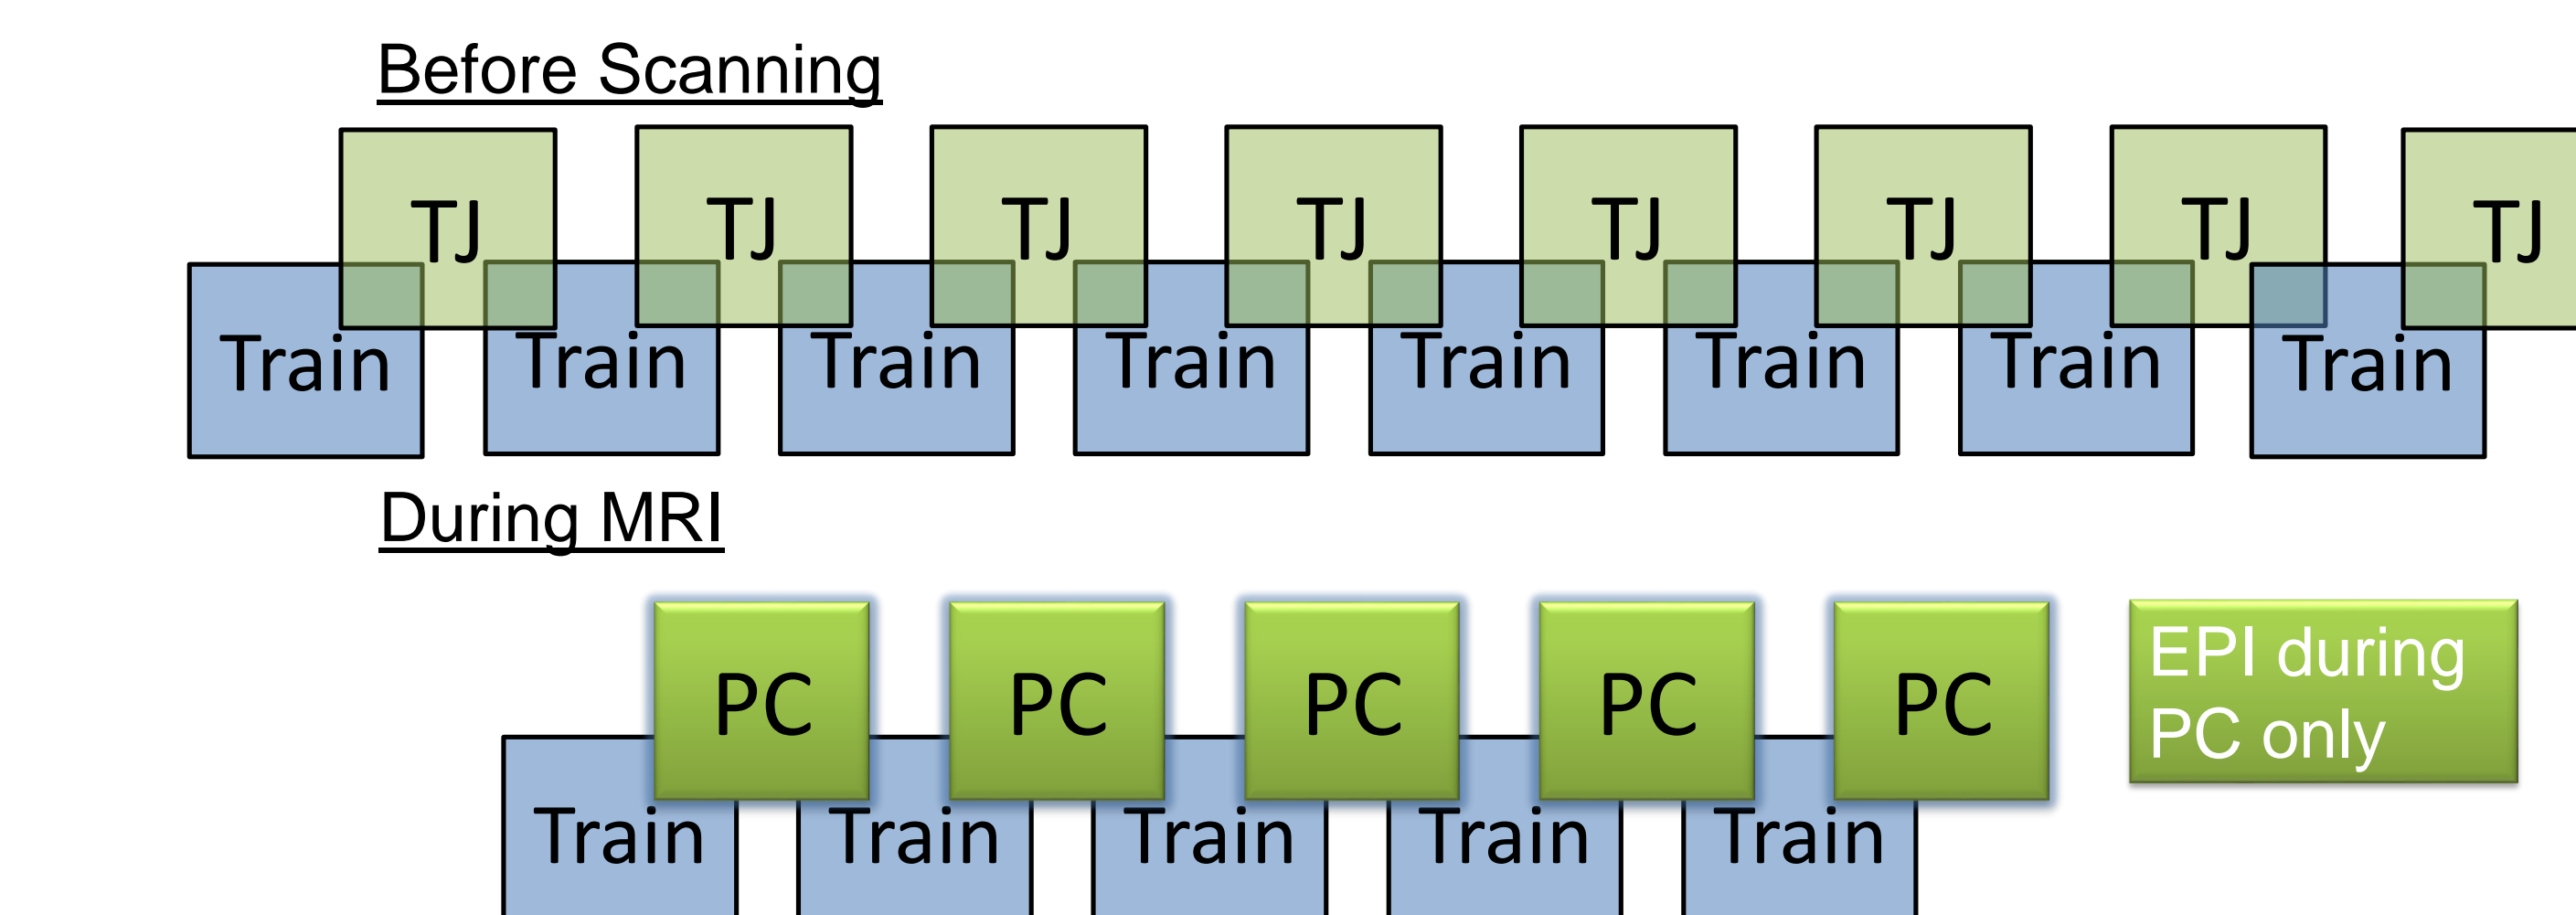 Before Scanning
TJ TJ TJ TJ TJ TJ TJ TJ
Train Train Train Train Train Train Train Train
During MRI
PC PC PC PC PC
EPI during
PC only
Train Train Train Train Train